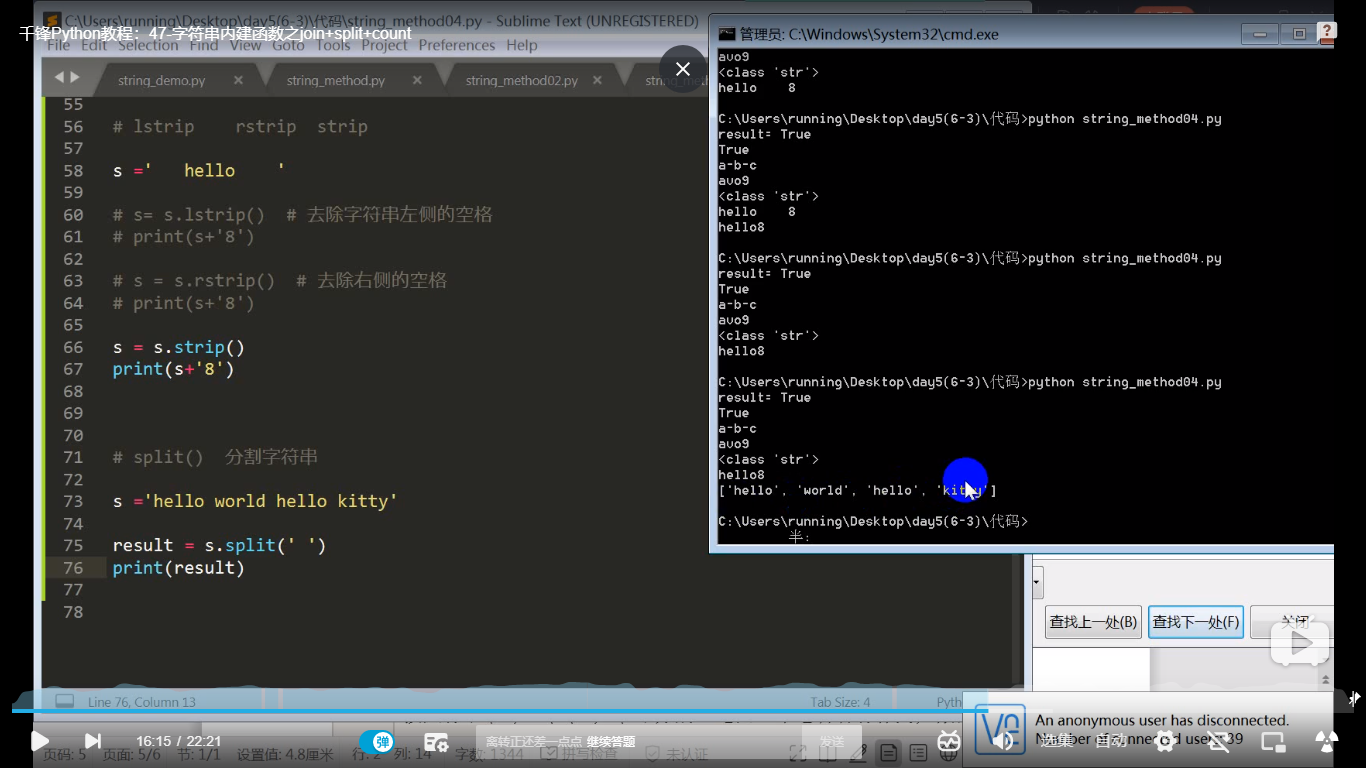 C:\Users\running\Desktop\day5(6-3)\代码\string_method04.py - Sublime Text (UNREGISTERED)
千锋Python教程：47-字符串内建函数之join+split+count
File Edit Selection Find View Goto Tools Project Preferences Help
string_demo.py × string_method.py × string_method02.py ×
55
56 # lstrip rstrip strip
57
58 s =' hello '
59
60 # s= s.lstrip() # 去除字符串左侧的空格
61 # print(s+'8')
62
63 # s = s.rstrip() # 去除右侧的空格
64 # print(s+'8')
65
66 s = s.strip()
67 print(s+'8')
68
69
70
71 # split() 分割字符串
72
73 s ='hello world hello kitty'
74
75 result = s.split(' ')
76 print(result)
77
78
Line 76, Column 13
Tab Size: 4
管理员: C:\Windows\System32\cmd.exe
?
avo9
<class 'str'>
hello 8
C:\Users\running\Desktop\day5(6-3)\代码>python string_method04.py
result= True
True
a-b-c
avo9
<class 'str'>
hello 8
hello8
C:\Users\running\Desktop\day5(6-3)\代码>python string_method04.py
result= True
True
a-b-c
avo9
<class 'str'>
hello8
C:\Users\running\Desktop\day5(6-3)\代码>python string_method04.py
result= True
True
a-b-c
avo9
<class 'str'>
hello8
['hello', 'world', 'hello', 'kitty']
C:\Users\running\Desktop\day5(6-3)\代码>
半:
查找上一处(B) 查找下一处(F) 关闭
An anonymous user has disconnected.
16:15 / 22:21
弹
离转正还差一点点 继续答题
发送
选集
自动
页码: 5 页面: 5/6 节: 1/1 设置值: 4.8厘米 列: 14 字数: 1344 拼写检查 未认证